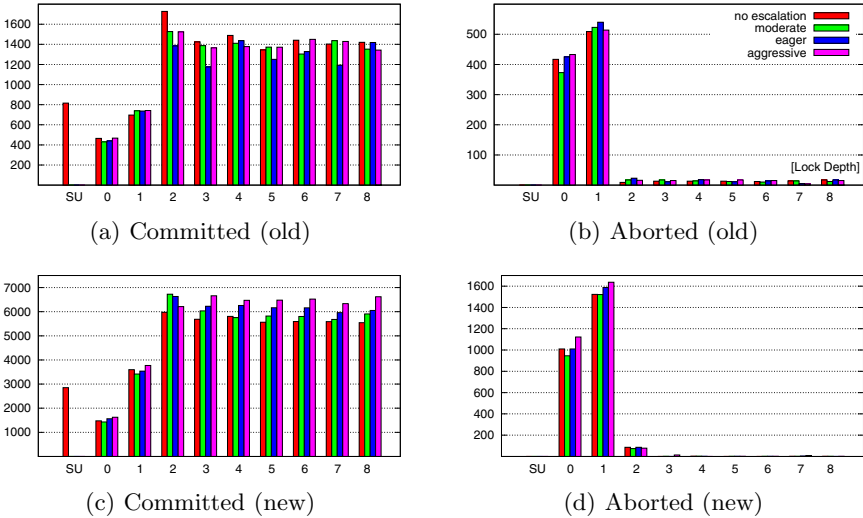 1600
1400
1200
1000
800
600
400
200
SU 0 1 2 3 4 5 6 7 8
(a) Committed (old)
no escalation
moderate
eager
aggressive
500
400
300
200
100
[Lock Depth]
SU 0 1 2 3 4 5 6 7 8
(b) Aborted (old)
7000
6000
5000
4000
3000
2000
1000
SU 0 1 2 3 4 5 6 7 8
(c) Committed (new)
1600
1400
1200
1000
800
600
400
200
SU 0 1 2 3 4 5 6 7 8
(d) Aborted (new)